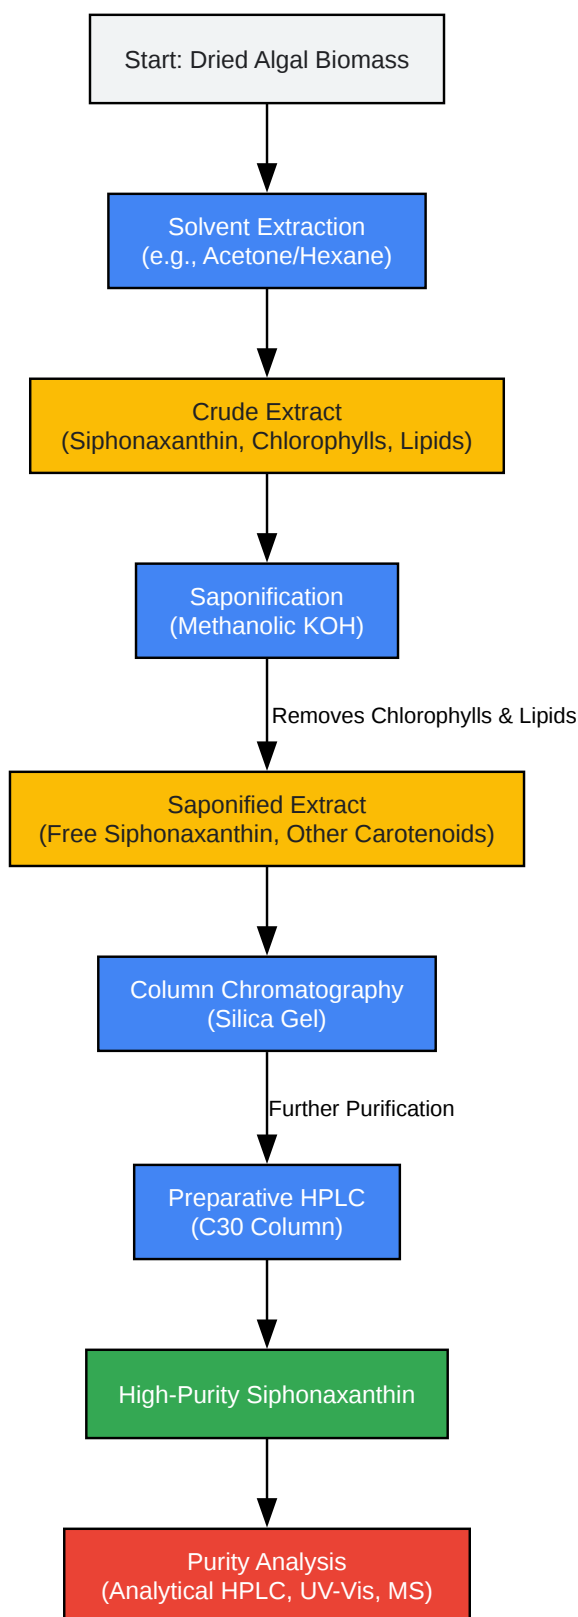 Start: Dried Algal Biomass
Solvent Extraction
(e.g., Acetone/Hexane)
Crude Extract
(Siphonaxanthin, Chlorophylls, Lipids)
Saponification
(Methanolic KOH)
Removes Chlorophylls & Lipids
Saponified Extract
(Free Siphonaxanthin, Other Carotenoids)
Column Chromatography
(Silica Gel)
Further Purification
Preparative HPLC
(C30 Column)
High-Purity Siphonaxanthin
Purity Analysis
(Analytical HPLC, UV-Vis, MS)